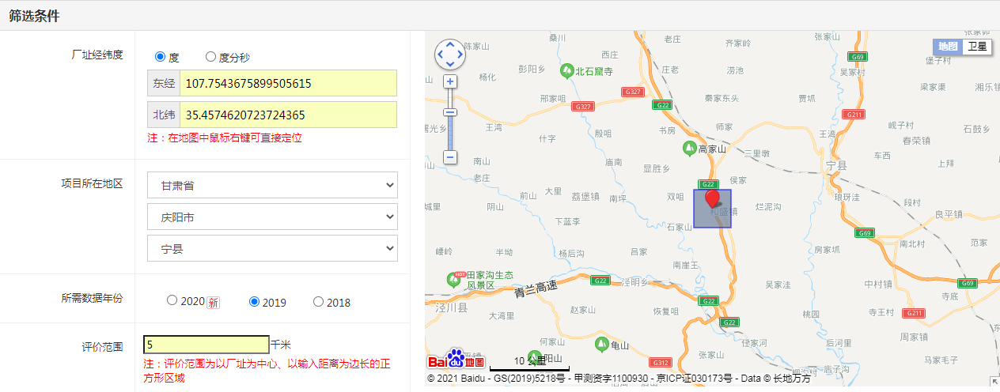 筛选条件
厂址经纬度
度
度分秒
东经
107.7543675899505615
北纬
35.4574620723724365
注：在地图中鼠标右键可直接定位
项目所在地区
甘肃省
庆阳市
宁县
所需数据年份
2020 新
2019
2018
评价范围
5
千米
注：评价范围为以厂址为中心、以输入距离为边长的正
方形区域
地图
卫星
陈家山
桑川
老庄
齐家岭
张家山
西庄
G69
堡子村
杨化
彭阳乡
北石窟寺
庄老
涝池
吴家村
梁家渠
湘乐镇
G327
邢家咀
G327
G22
秦家东头
贾坬
G211
王湾
殷咀
书房
师家
王湾
岘子村
石鼓乡
什字
高家山
三里墩
车西
春荣镇
南山
庙南
显胜乡
宁县
上拜
老庄
G22
侯家
前山
大里
荔堡镇
南坪
双咀
琅环洼
段村
城里
阴山
和盛镇
烂泥沟
良平镇
下蓝李
石家山
G69
南北村
范家
崾岭
半坳
杨后沟
吕家
房家坬
南崖王
HOT
田家沟生态
风景区
青兰高速
G22
泾明乡
吴家洼
中村镇
G69
寺底
泾川县
赵家山
恢复咀
G22
桃园
寺王村
G211
大湾里
G22
周家镇
何家山
龟山
后河里
张家山
G312
庙子沟
马家毛子
Bai 地图
10 公里
© 2021 Baidu - GS(2019)5218号 - 甲测资字1100930 - 京ICP证030173号 - Data © 长地万方